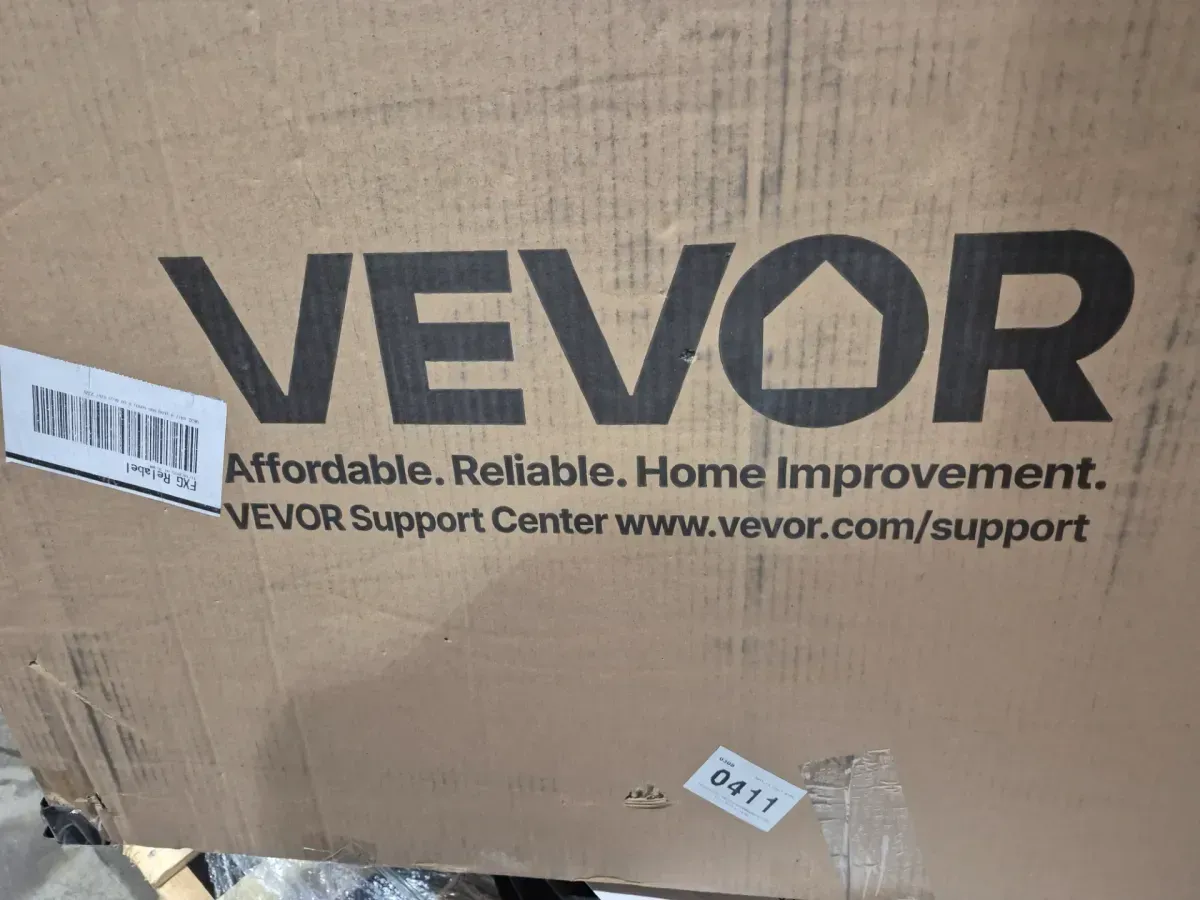 VEVOR
Affordable. Reliable. Home Improvement.
VEVOR Support Center www.vevor.com/support
FXG Relabel
0411